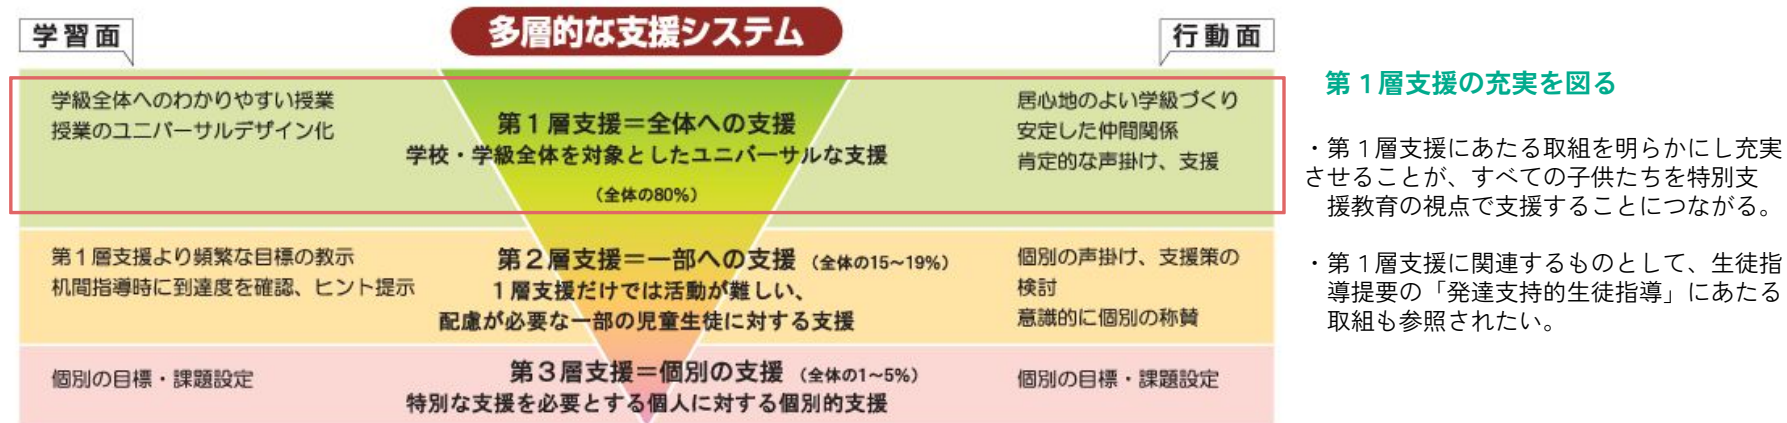 多層的な支援システム
学習面
行動面
学級全体へのわかりやすい授業
授業のユニバーサルデザイン化
第1層支援＝全体への支援
学校・学級全体を対象としたユニバーサルな支援
（全体の80%）
居心地のよい学級づくり
安定した仲間関係
肯定的な声掛け、支援
第1層支援より頻繁な目標の教示
机間指導時に到達度を確認、ヒント提示
第2層支援＝一部への支援（全体の15~19%）
1層支援だけでは活動が難しい、
配慮が必要な一部の児童生徒に対する支援
個別の声掛け、支援策の
検討
意識的に個別の称賛
個別の目標・課題設定
第3層支援＝個別の支援（全体の1~5%）
特別な支援を必要とする個人に対する個別的支援
個別の目標・課題設定
第1層支援の充実を図る
・第1層支援にあたる取組を明らかにし充実
させることが、すべての子供たちを特別支
援教育の視点で支援することにつながる。
・第1層支援に関連するものとして、生徒指
導提要の「発達支持的生徒指導」にあたる
取組も参照されたい。